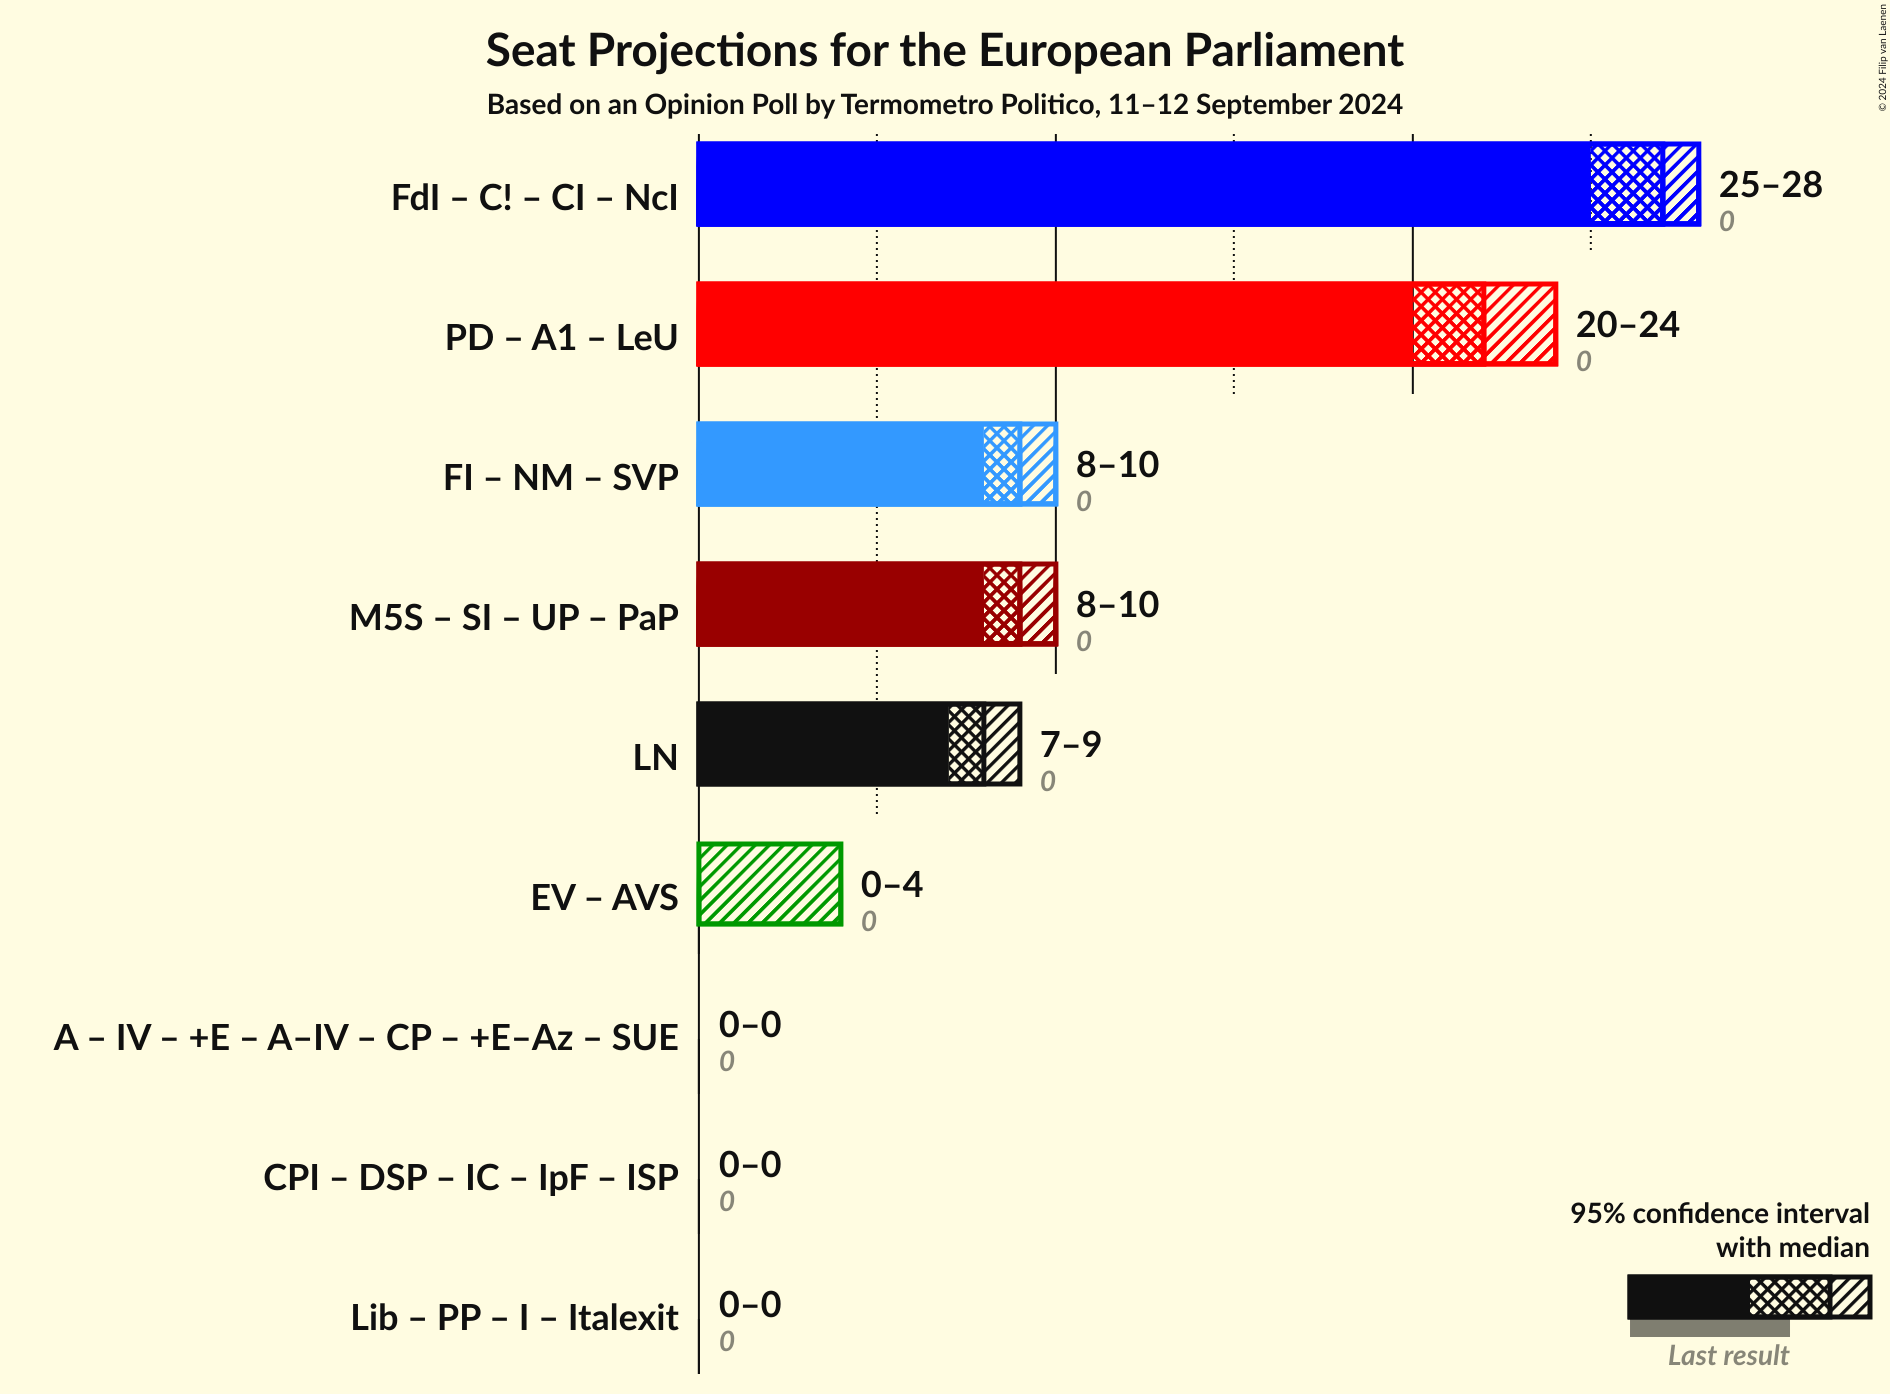 Seat Projections for the European Parliament
Based on an Opinion Poll by Termometro Politico, 11–12 September 2024
© 2024 Filip van Laenen
FdI – C! – CI – NcI
25–28
0
PD – A1 – LeU
20–24
0
FI – NM – SVP
8–10
0
M5S – SI – UP – PaP
8–10
0
LN
7–9
0
EV – AVS
0–4
0
A – IV – +E – A–IV – CP – +E–Az – SUE
0–0
0
CPI – DSP – IC – IpF – ISP
0–0
0
Lib – PP – I – Italexit
0–0
0
95% confidence interval
with median
Last result